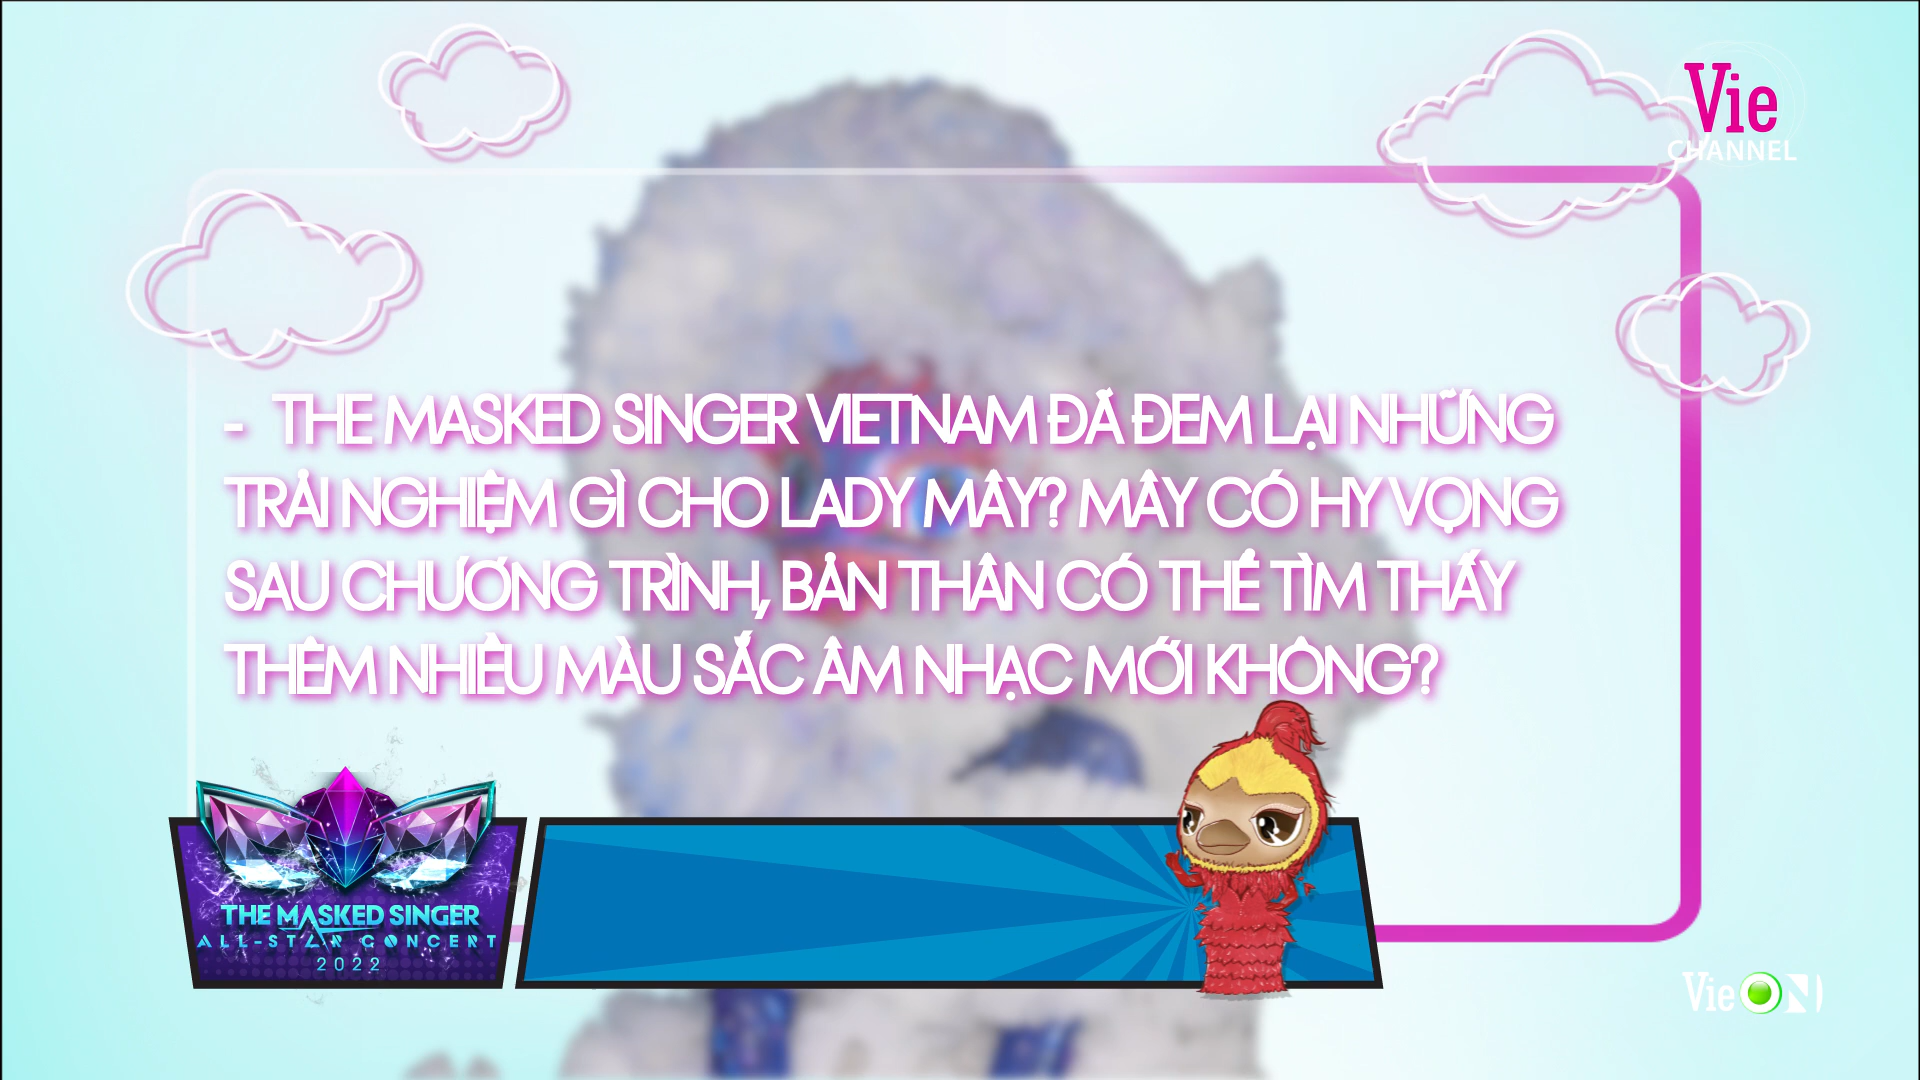 Vie
CHANNEL
- THE MASKED SINGER VIETNAM ĐÃ ĐEM LẠI NHỮNG
TRẢI NGHIỆM GÌ CHO LADY MÂY? MÂY CÓ HY VỌNG
SAU CHƯƠNG TRÌNH, BẢN THÂN CÓ THỂ TÌM THẤY
THÊM NHIỀU MÀU SẮC ÂM NHẠC MỚI KHÔNG?
THE MASKED SINGER
ALL-STAR CONCERT
2022
VieON